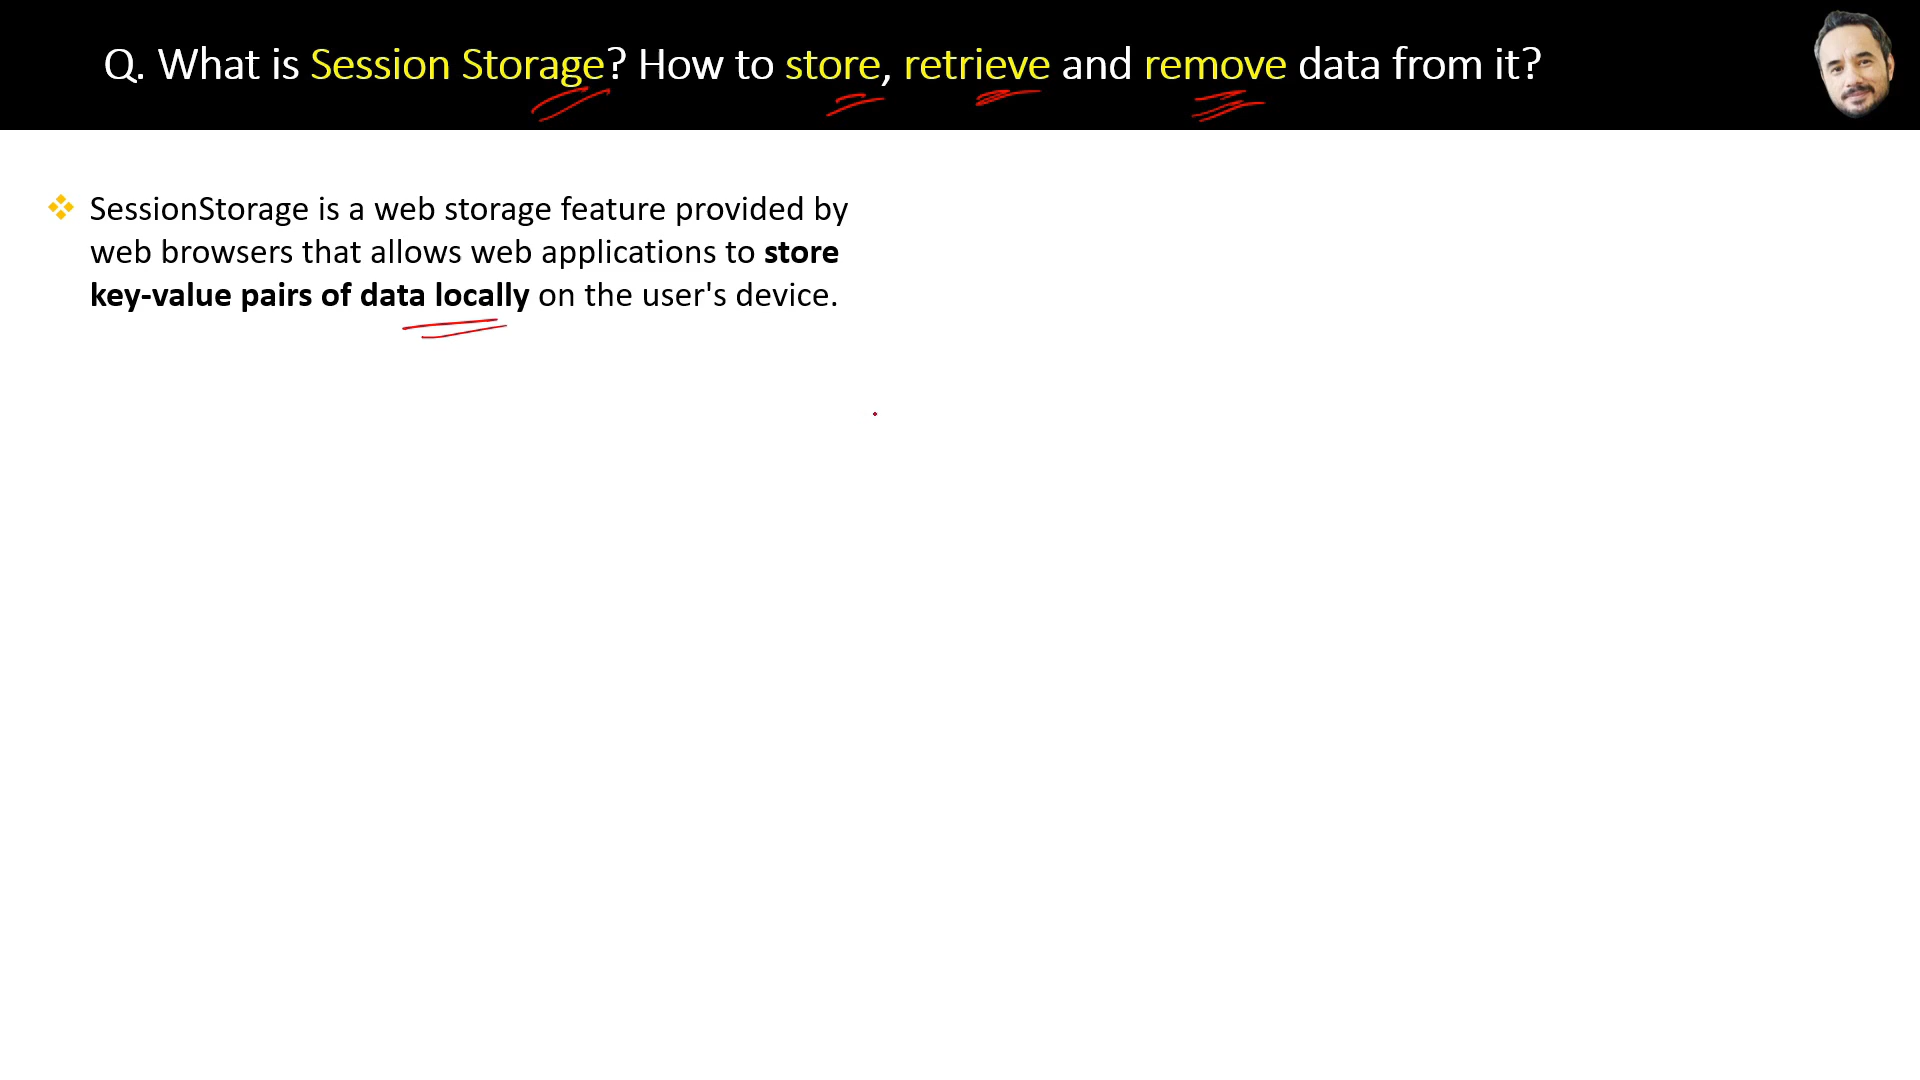 Q. What is Session Storage? How to store, retrieve and remove data from it?
SessionStorage is a web storage feature provided by
web browsers that allows web applications to store
key-value pairs of data locally on the user's device.